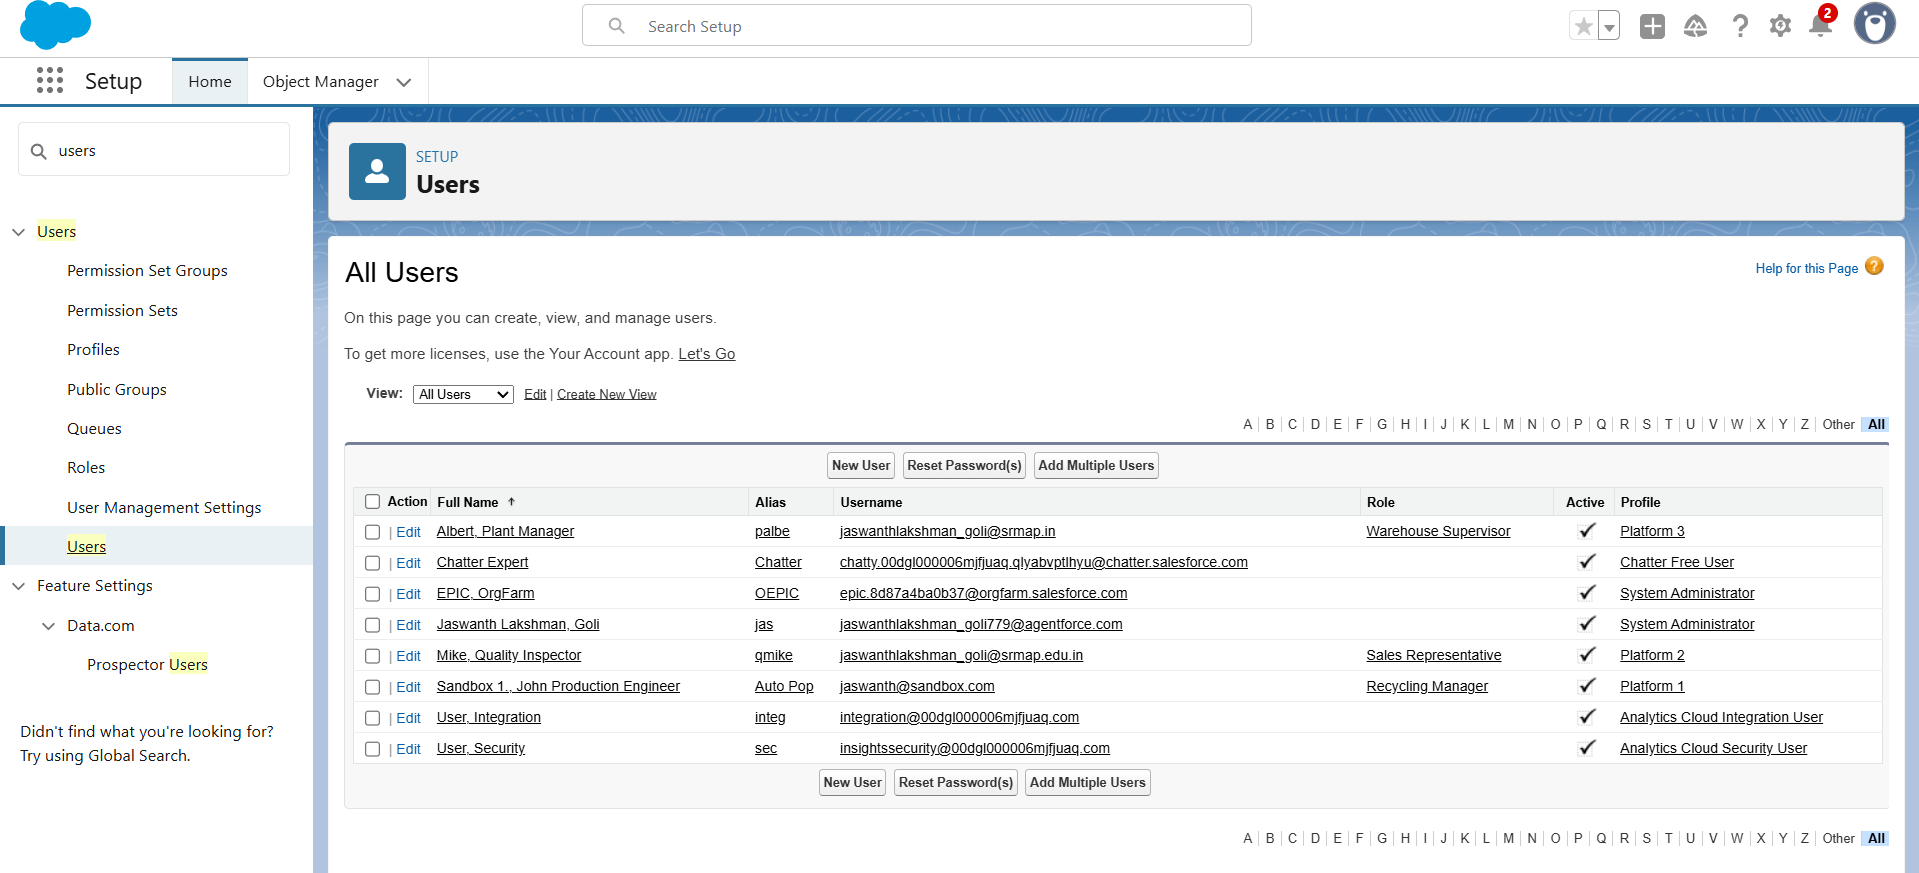 Search Setup
2
Setup
Home
Object Manager
users
Users
Permission Set Groups
Permission Sets
Profiles
Public Groups
Queues
Roles
User Management Settings
Users
Feature Settings
Data.com
Prospector Users
Didn't find what you're looking for?
Try using Global Search.
SETUP
Users
All Users
Help for this Page ?
On this page you can create, view, and manage users.
To get more licenses, use the Your Account app. Let's Go
View: All Users Edit | Create New View
A | B | C | D | E | F | G | H | I | J | K | L | M | N | O | P | Q | R | S | T | U | V | W | X | Y | Z | Other All
New User Reset Password(s) Add Multiple Users
Action Full Name ↑ Alias Username Role Active Profile
| Edit Albert, Plant Manager palbe jaswanthlakshman_goli@srmap.in Warehouse Supervisor ✓ Platform 3
| Edit Chatter Expert Chatter chatty.00dgl000006mjfjuaq.qlyabvptlhyu@chatter.salesforce.com ✓ Chatter Free User
| Edit EPIC, OrgFarm OEPIC epic.8d87a4ba0b37@orgfarm.salesforce.com ✓ System Administrator
| Edit Jaswanth Lakshman, Goli jas jaswanthlakshman_goli779@agentforce.com ✓ System Administrator
| Edit Mike, Quality Inspector qmike jaswanthlakshman_goli@srmap.edu.in Sales Representative ✓ Platform 2
| Edit Sandbox 1., John Production Engineer Auto Pop jaswanth@sandbox.com Recycling Manager ✓ Platform 1
| Edit User, Integration integ integration@00dgl000006mjfjuaq.com ✓ Analytics Cloud Integration User
| Edit User, Security sec insightssecurity@00dgl000006mjfjuaq.com ✓ Analytics Cloud Security User
New User Reset Password(s) Add Multiple Users
A | B | C | D | E | F | G | H | I | J | K | L | M | N | O | P | Q | R | S | T | U | V | W | X | Y | Z | Other All